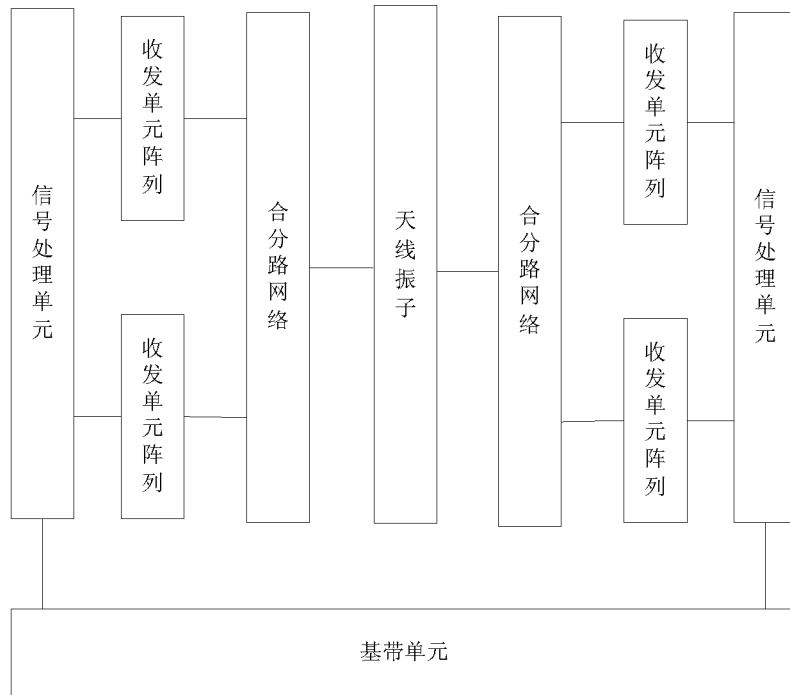 信号处理单元
收发单元阵列
收发单元阵列
合分路网络
天线振子
合分路网络
收发单元阵列
收发单元阵列
信号处理单元
基带单元